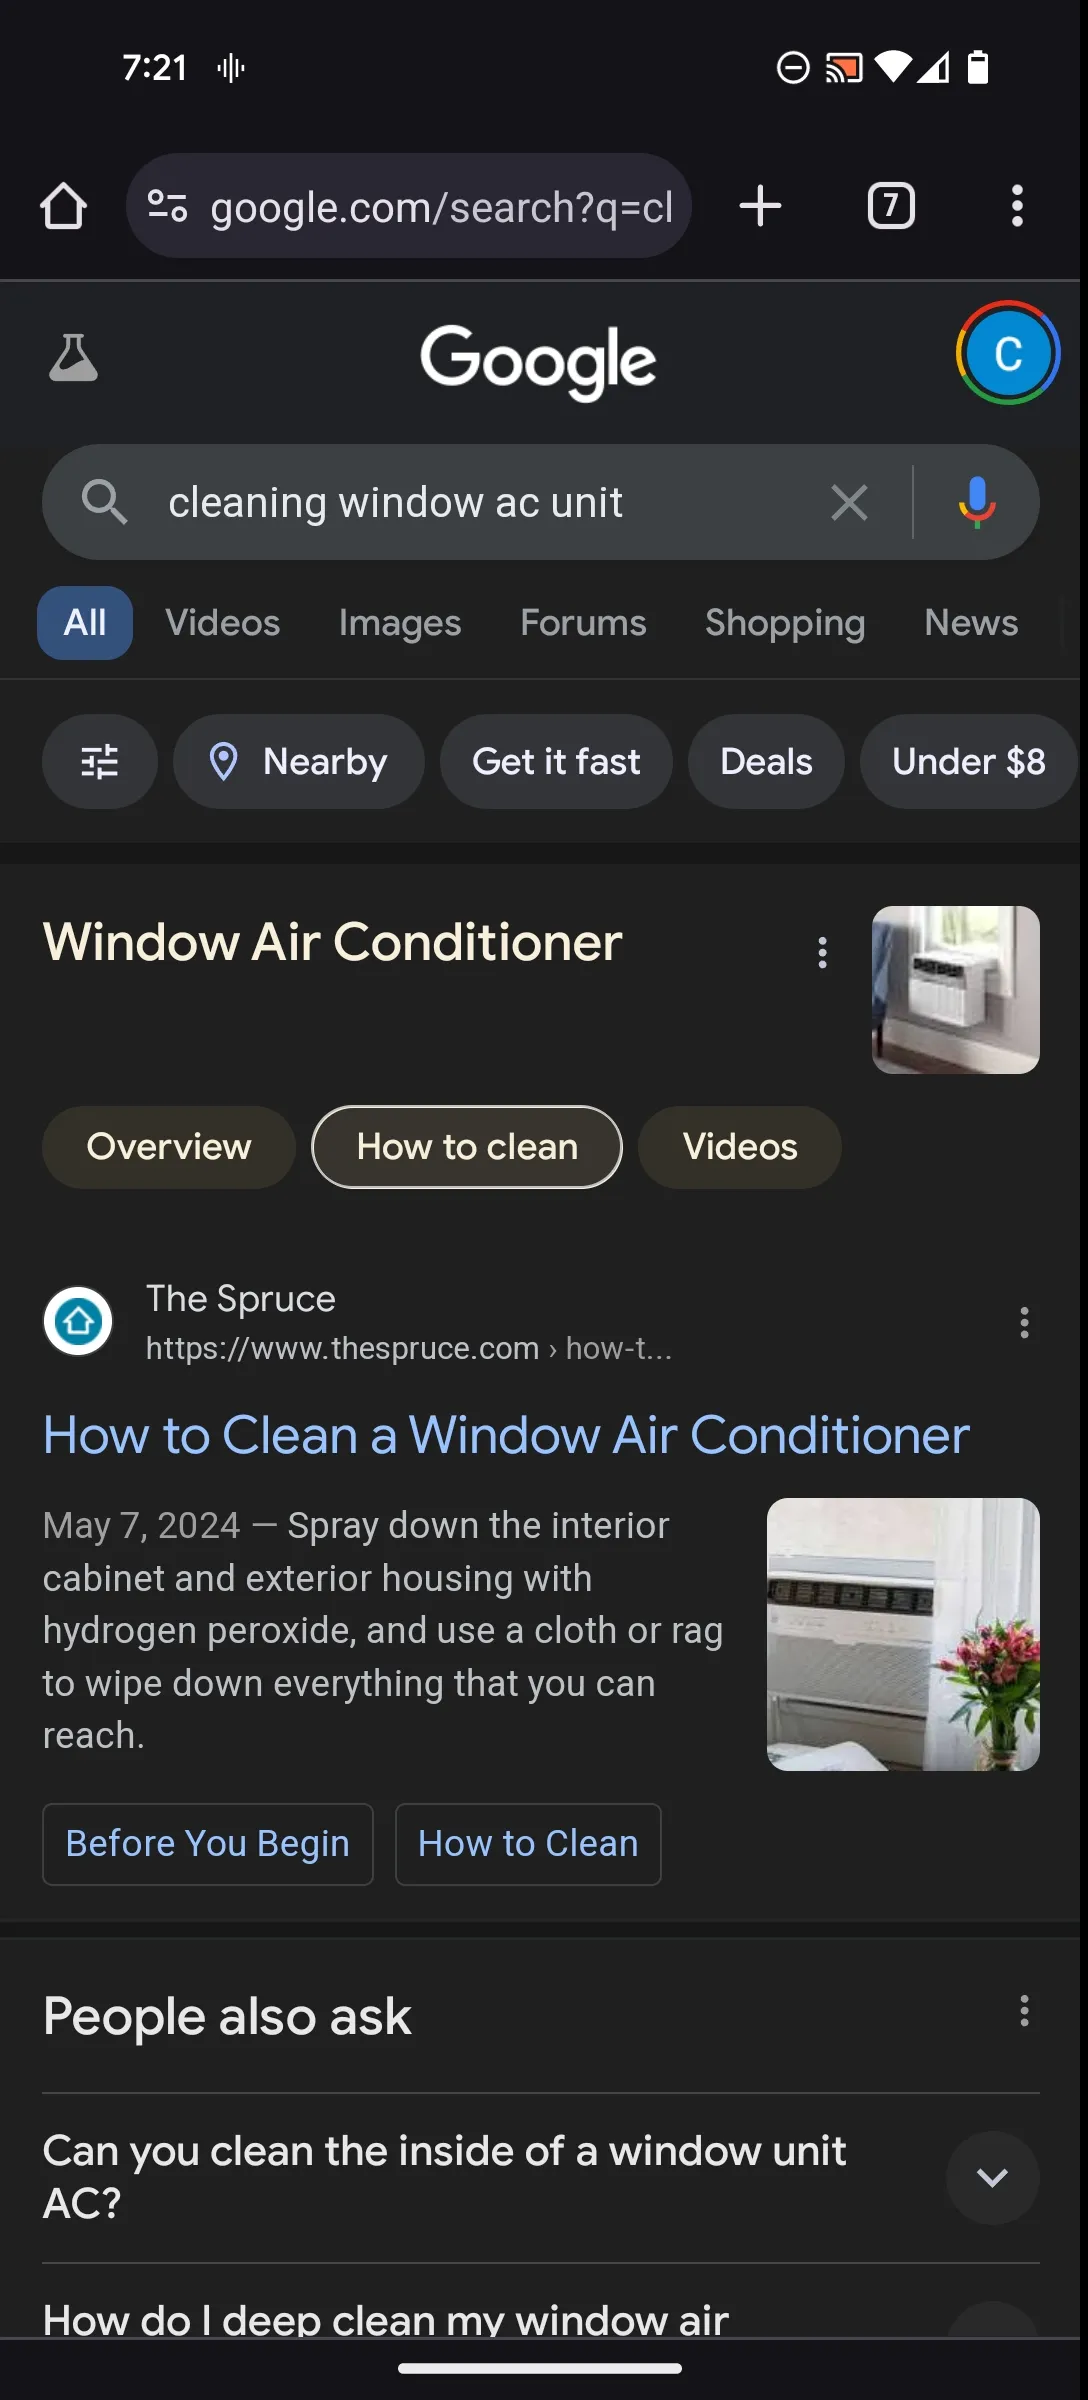 7:21
google.com/search?q=cl
7
Google
C
cleaning window ac unit
All Videos Images Forums Shopping News
Nearby Get it fast Deals Under $8
Window Air Conditioner
Overview How to clean Videos
The Spruce
https://www.thespruce.com › how-t...
How to Clean a Window Air Conditioner
May 7, 2024 — Spray down the interior
cabinet and exterior housing with
hydrogen peroxide, and use a cloth or rag
to wipe down everything that you can
reach.
Before You Begin How to Clean
People also ask
Can you clean the inside of a window unit
AC?
How do I deep clean my window air